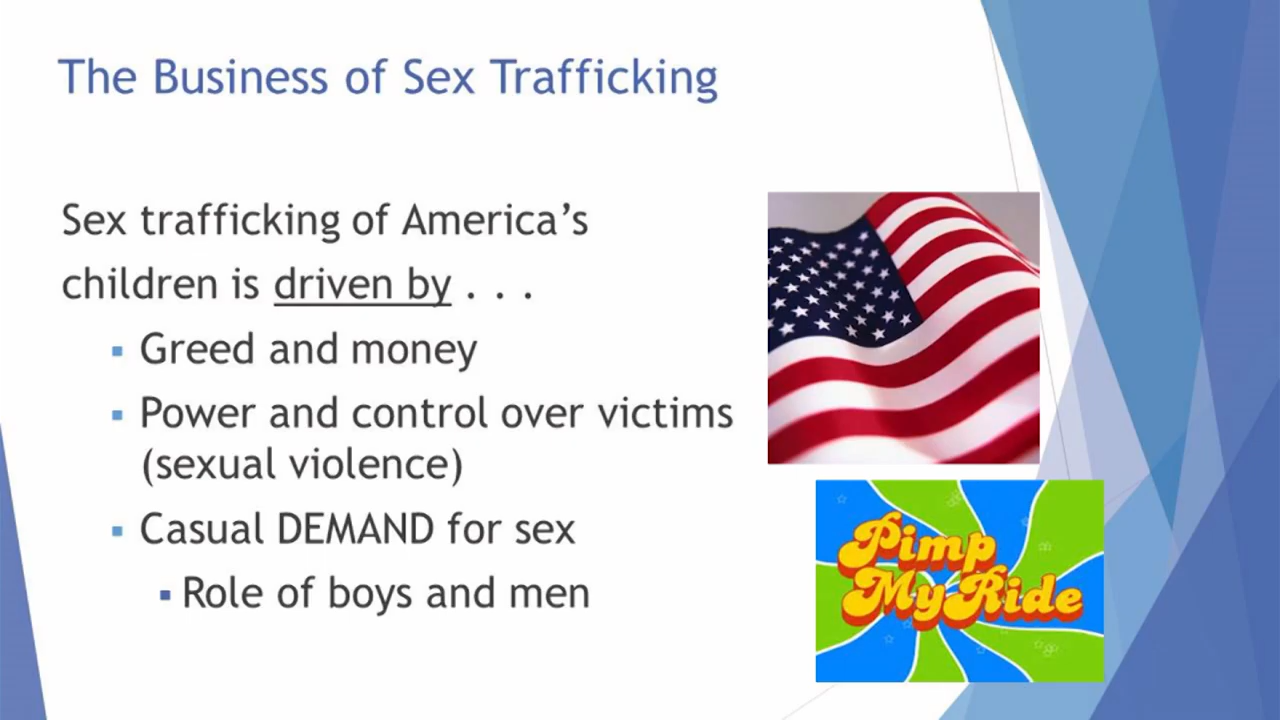 The Business of Sex Trafficking
Sex trafficking of America’s
children is driven by . . .
Greed and money
Power and control over victims
(sexual violence)
Casual DEMAND for sex
Role of boys and men
Pimp
My Ride